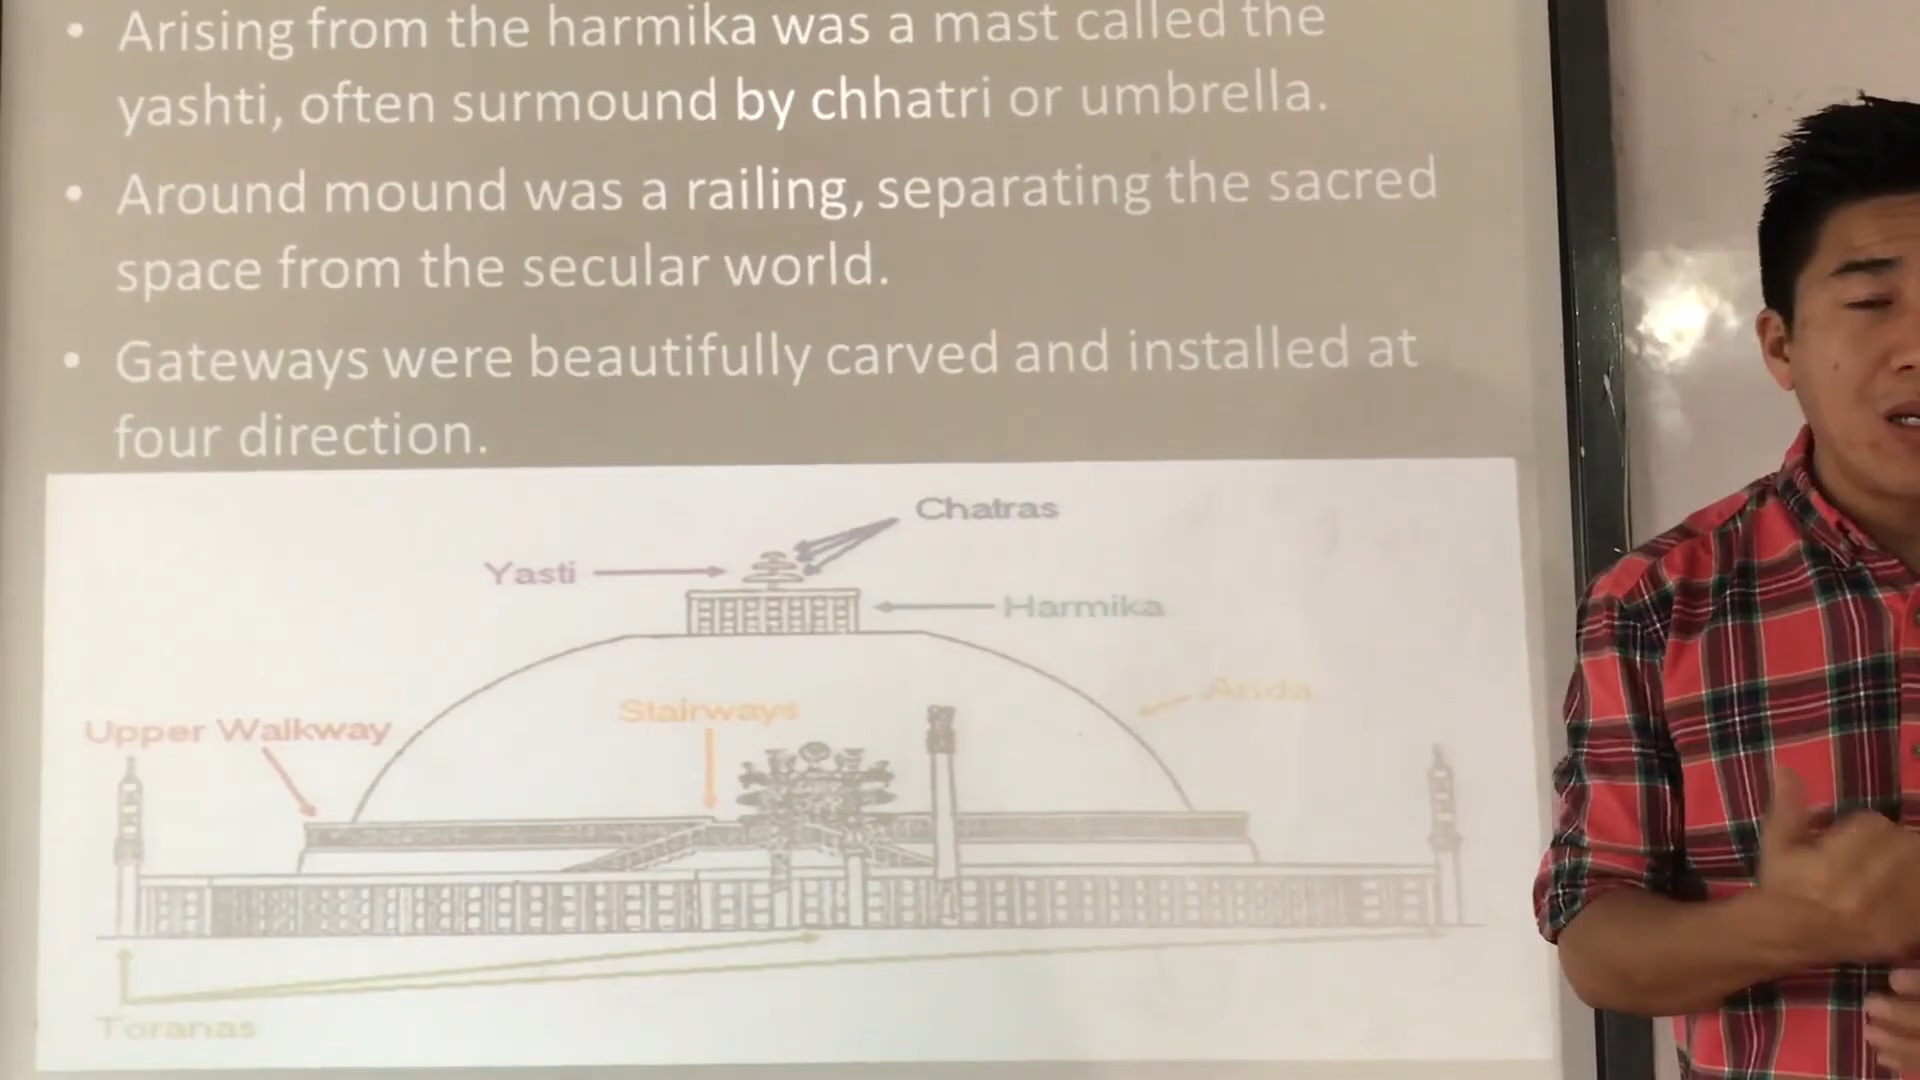 • Arising from the harmika was a mast called the
yashti, often surmound by chhatri or umbrella.
• Around mound was a railing, separating the sacred
space from the secular world.
• Gateways were beautifully carved and installed at
four direction.
Chatras
Yasti
Harmika
Anda
Stairways
Upper Walkway
Toranas